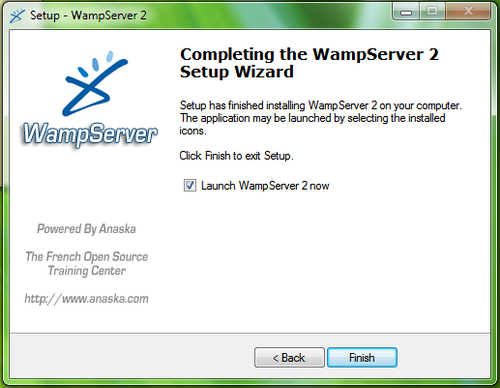 Setup - WampServer 2
Completing the WampServer 2
Setup Wizard
Setup has finished installing WampServer 2 on your computer.
The application may be launched by selecting the installed
icons.
Click Finish to exit Setup.
Launch WampServer 2 now
WampServer
Powered By Anaska
The French Open Source
Training Center
http://www.anaska.com
< Back
Finish